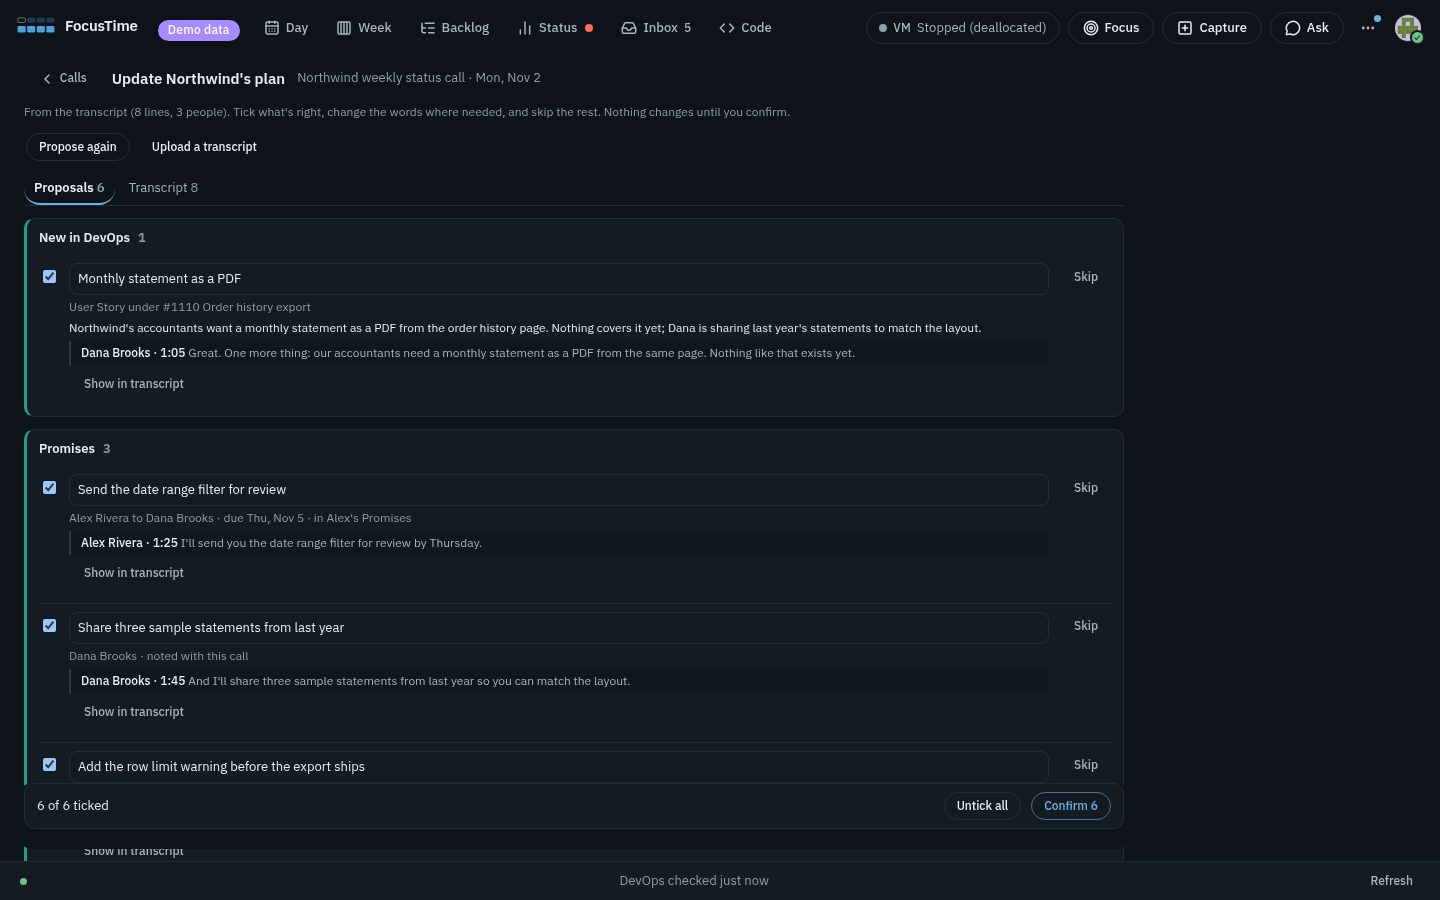 FocusTime
Demo data
Day
Week
Backlog
Status
Inbox 5
Code
VM Stopped (deallocated)
Focus
Capture
Ask
Calls
Update Northwind's plan
Northwind weekly status call · Mon, Nov 2
From the transcript (8 lines, 3 people). Tick what's right, change the words where needed, and skip the rest. Nothing changes until you confirm.
Propose again
Upload a transcript
Proposals 6
Transcript 8
New in DevOps 1
Monthly statement as a PDF
Skip
User Story under #1110 Order history export
Northwind's accountants want a monthly statement as a PDF from the order history page. Nothing covers it yet; Dana is sharing last year's statements to match the layout.
Dana Brooks · 1:05 Great. One more thing: our accountants need a monthly statement as a PDF from the same page. Nothing like that exists yet.
Show in transcript
Promises 3
Send the date range filter for review
Skip
Alex Rivera to Dana Brooks · due Thu, Nov 5 · in Alex's Promises
Alex Rivera · 1:25 I'll send you the date range filter for review by Thursday.
Show in transcript
Share three sample statements from last year
Skip
Dana Brooks · noted with this call
Dana Brooks · 1:45 And I'll share three sample statements from last year so you can match the layout.
Show in transcript
Add the row limit warning before the export ships
Skip
6 of 6 ticked
Untick all
Confirm 6
Show in transcript
DevOps checked just now
Refresh